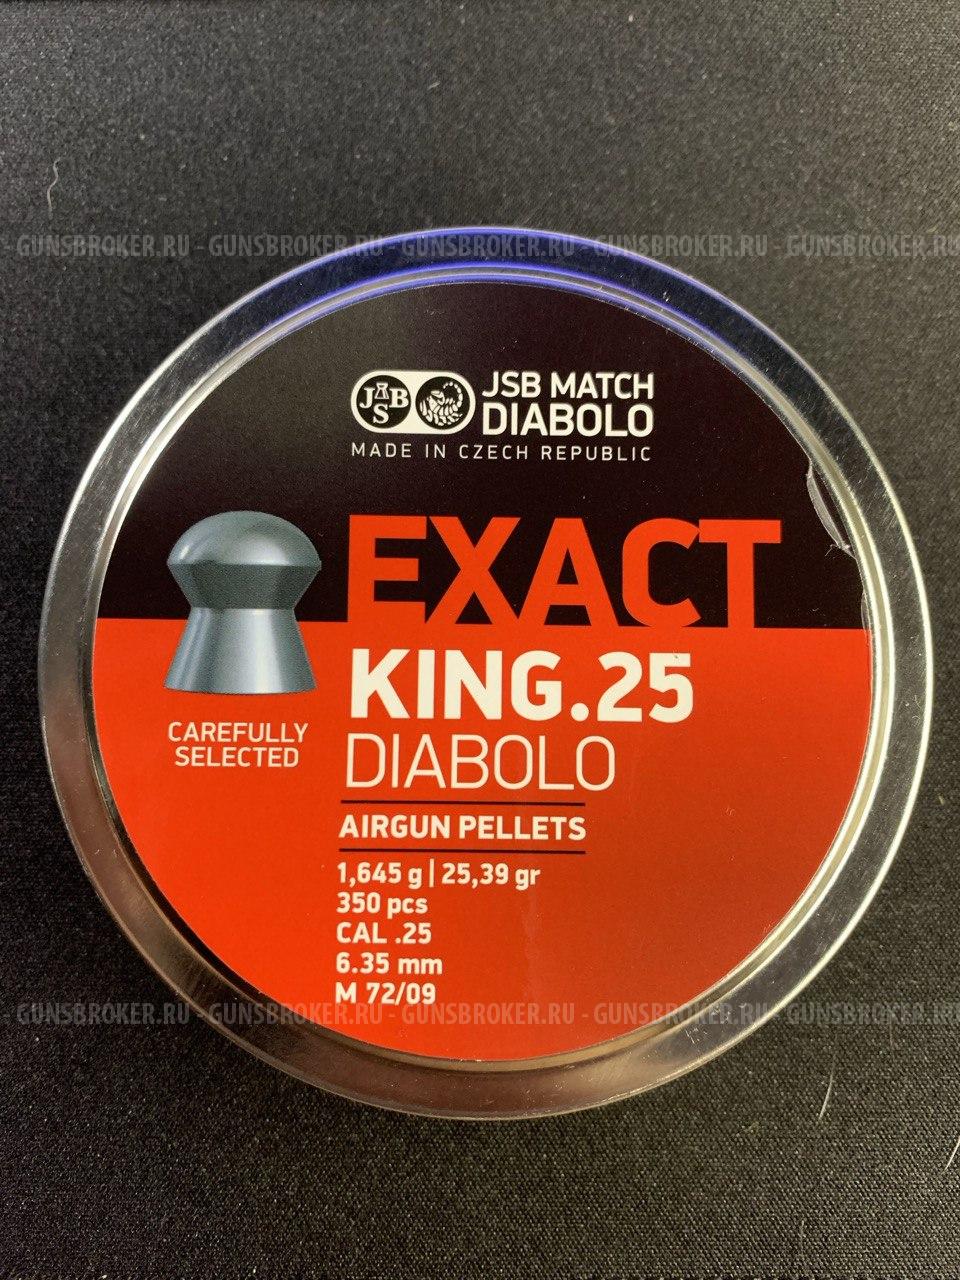 GUNSBROKER.RU - GUNSBROKER.RU - GUNSBROKER.RU - GUNSBROKER.RU - GUNSBROKER.RU
JSB
JSB MATCH
DIABOLO
MADE IN CZECH REPUBLIC
EXACT
KING.25
DIABOLO
CAREFULLY
SELECTED
AIRGUN PELLETS
1,645 g | 25,39 gr
350 pcs
CAL .25
6.35 mm
M 72/09
GUNSBROKER.RU - GUNSBROKER.RU - GUNSBROKER.RU - GUNSBROKER.RU - GUNSBROKER.RU